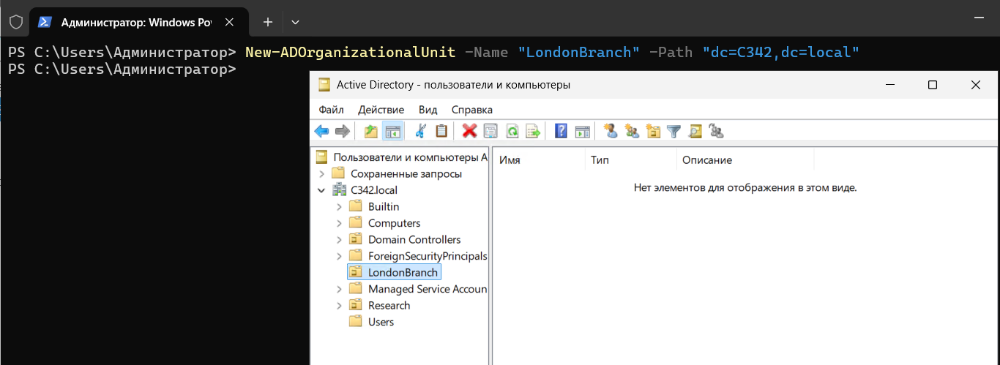 Администратор: Windows Po
PS C:\Users\Администратор> New-ADOrganizationalUnit -Name "LondonBranch" -Path "dc=C342,dc=local"
PS C:\Users\Администратор>
Active Directory - пользователи и компьютеры
Файл Действие Вид Справка
Пользователи и компьютеры A
Сохраненные запросы
C342.local
Builtin
Computers
Domain Controllers
ForeignSecurityPrincipals
LondonBranch
Managed Service Accoun
Research
Users
Имя Тип Описание
Нет элементов для отображения в этом виде.